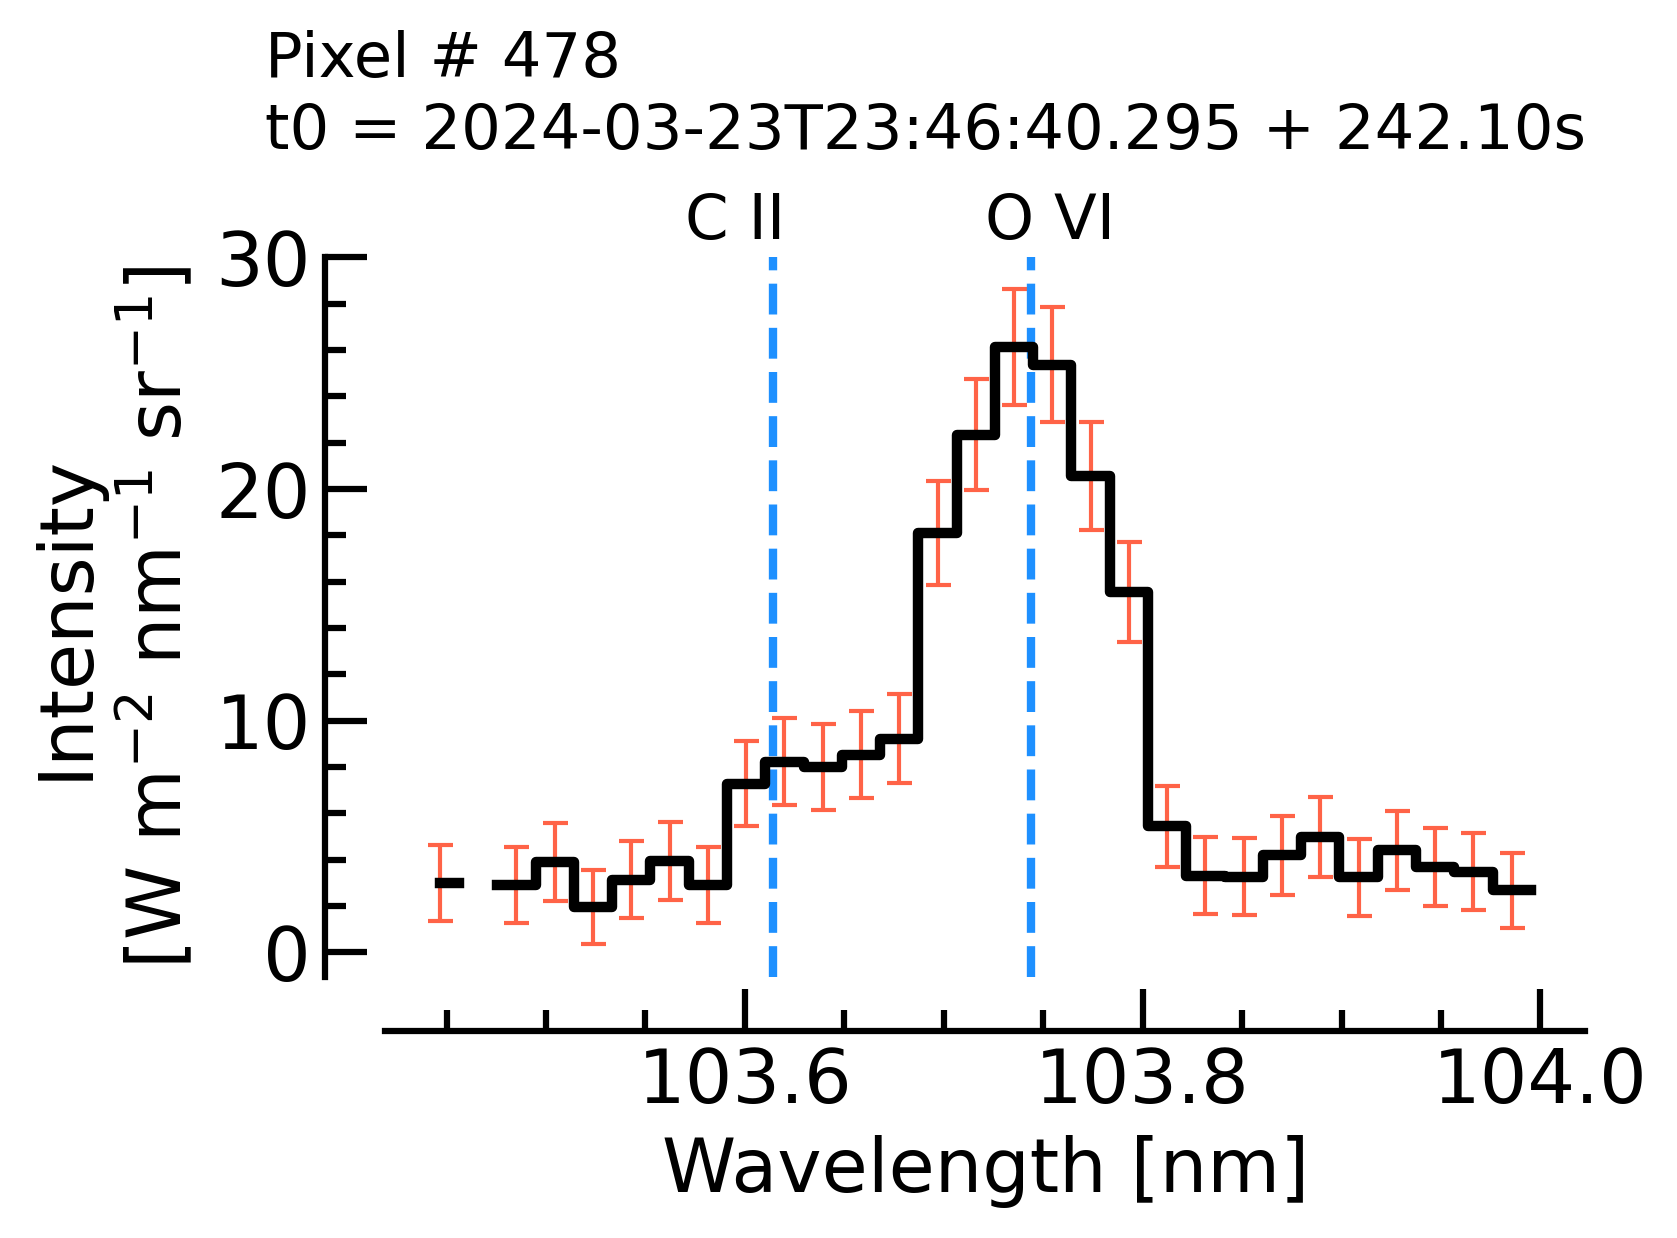 Pixel # 478
t0 = 2024-03-23T23:46:40.295 + 242.10s
C II O VI
30
20
10
0
Intensity
[W m⁻² nm⁻¹ sr⁻¹]
103.6 103.8 104.0
Wavelength [nm]